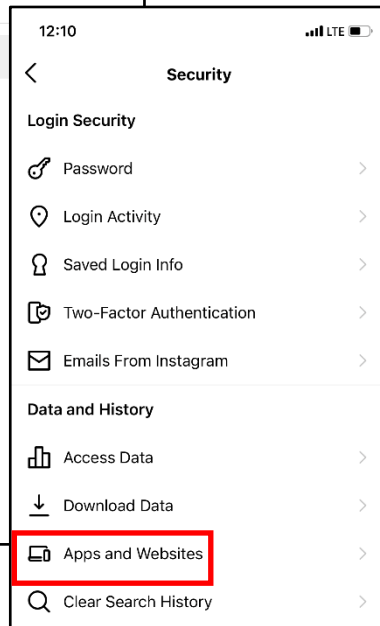 12:10
LTE
Security
Login Security
Password
Login Activity
Saved Login Info
Two-Factor Authentication
Emails From Instagram
Data and History
Access Data
Download Data
Apps and Websites
Clear Search History